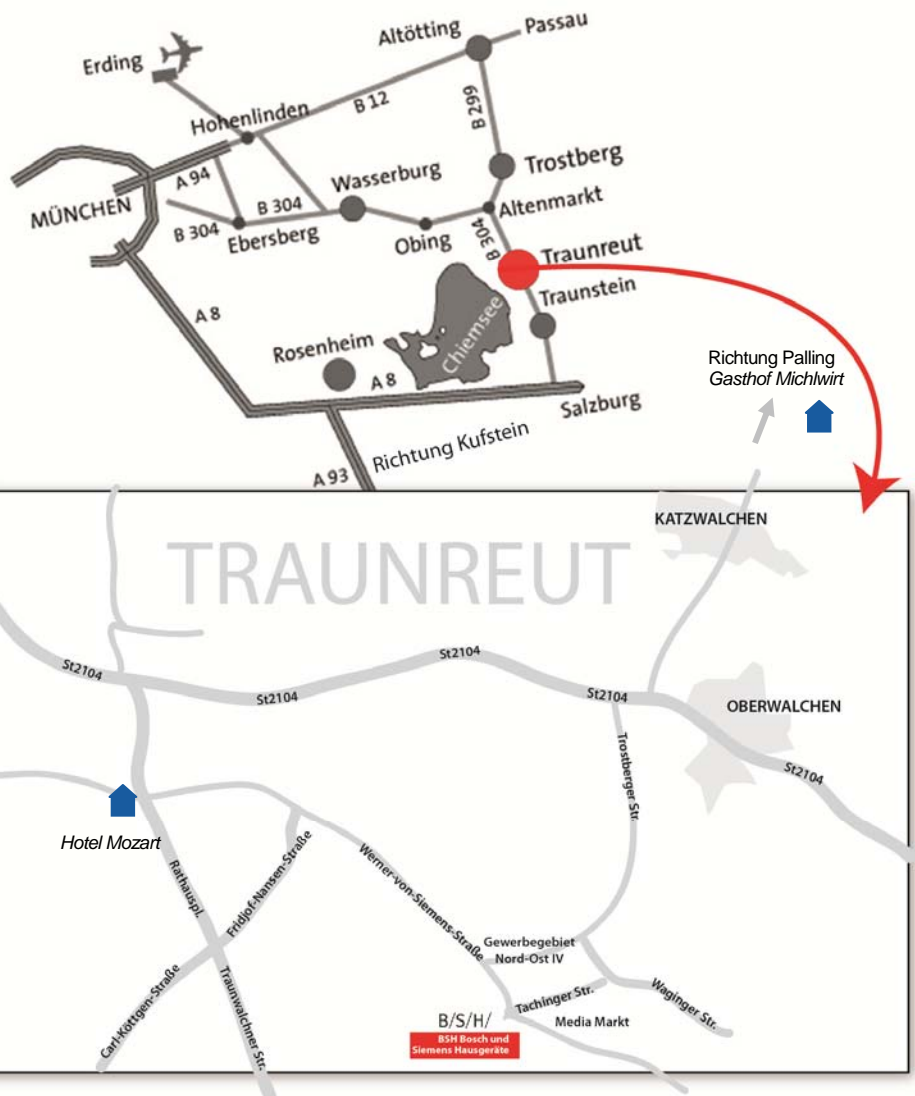 Altötting
Passau
Erding
B 12
B 299
Hohenlinden
Trostberg
A 94
Wasserburg
MÜNCHEN
B 304
Altenmarkt
B 304
Ebersberg
Obing
B 304
Traunreut
Traunstein
A 8
Chiemsee
Rosenheim
A 8
Salzburg
Richtung Kufstein
A 93
Richtung Palling
Gasthof Michlwirt
KATZWALCHEN
TRAUNREUT
St2104
St2104
St2104
St2104
OBERWALCHEN
St2104
Trostberger Str.
Hotel Mozart
Rathauspl.
Fridjof-Nansen-Straße
Werner-von-Siemens-Straße
Gewerbegebiet
Nord-Ost IV
Carl-Köttgen-Straße
Traunwalchner Str.
Tachinger Str.
Waginger Str.
Media Markt
B/S/H/
BSH Bosch und
Siemens Hausgeräte